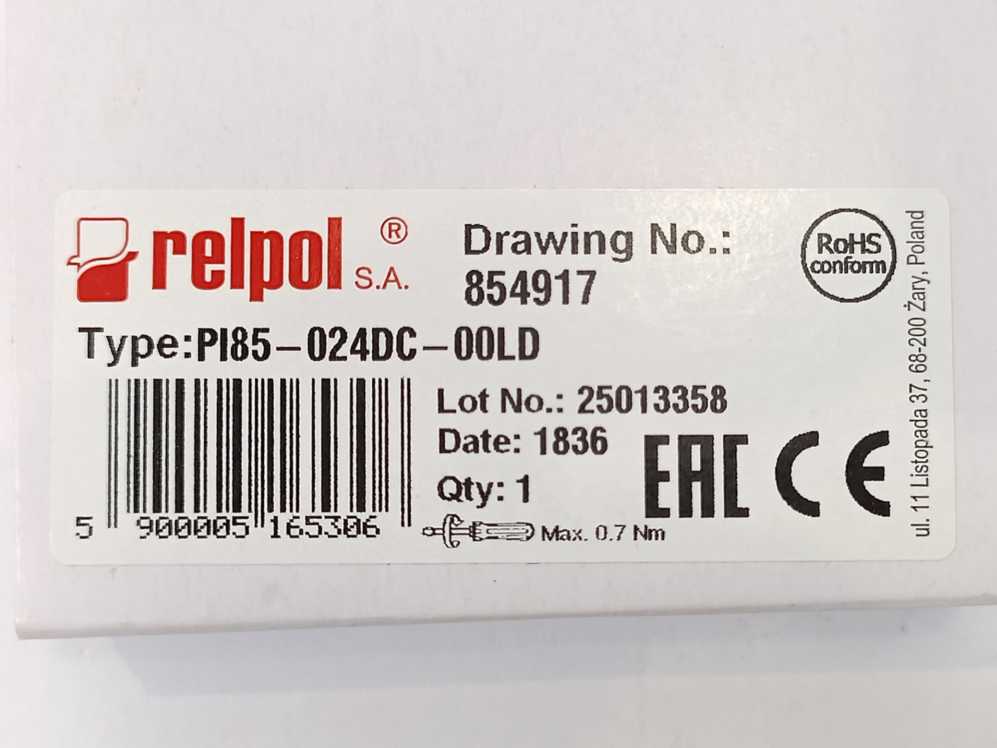 relpol ® S.A.
Drawing No.:
854917
RoHS
conform
Type:PI85-024DC-00LD
Lot No.: 25013358
Date: 1836
Qty: 1
EAC CE
5 900005 165306
Max. 0.7 Nm
ul. 11 Listopada 37, 68-200 Żary, Poland